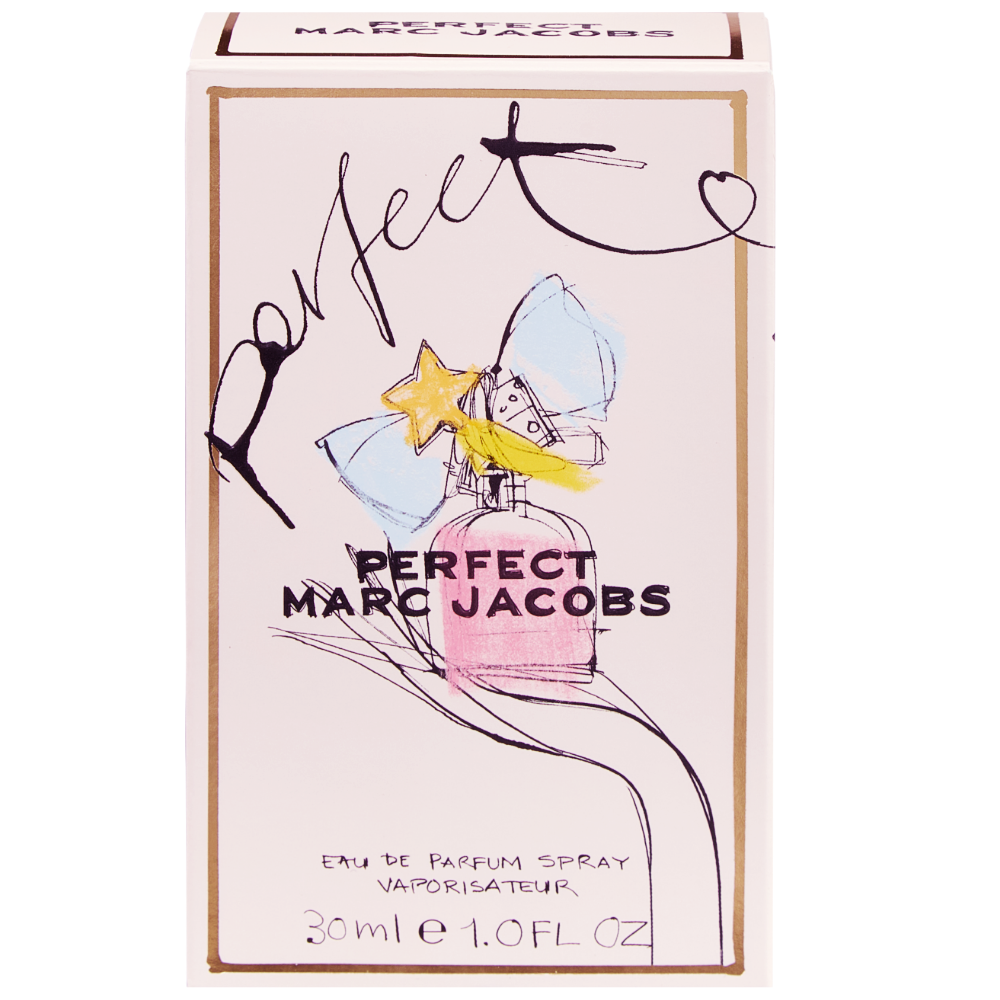 PERFECT
MARC JACOBS
perfect
PERFECT
MARC JACOBS
EAU DE PARFUM SPRAY
VAPORISATEUR
30ml e 1.0FL OZ